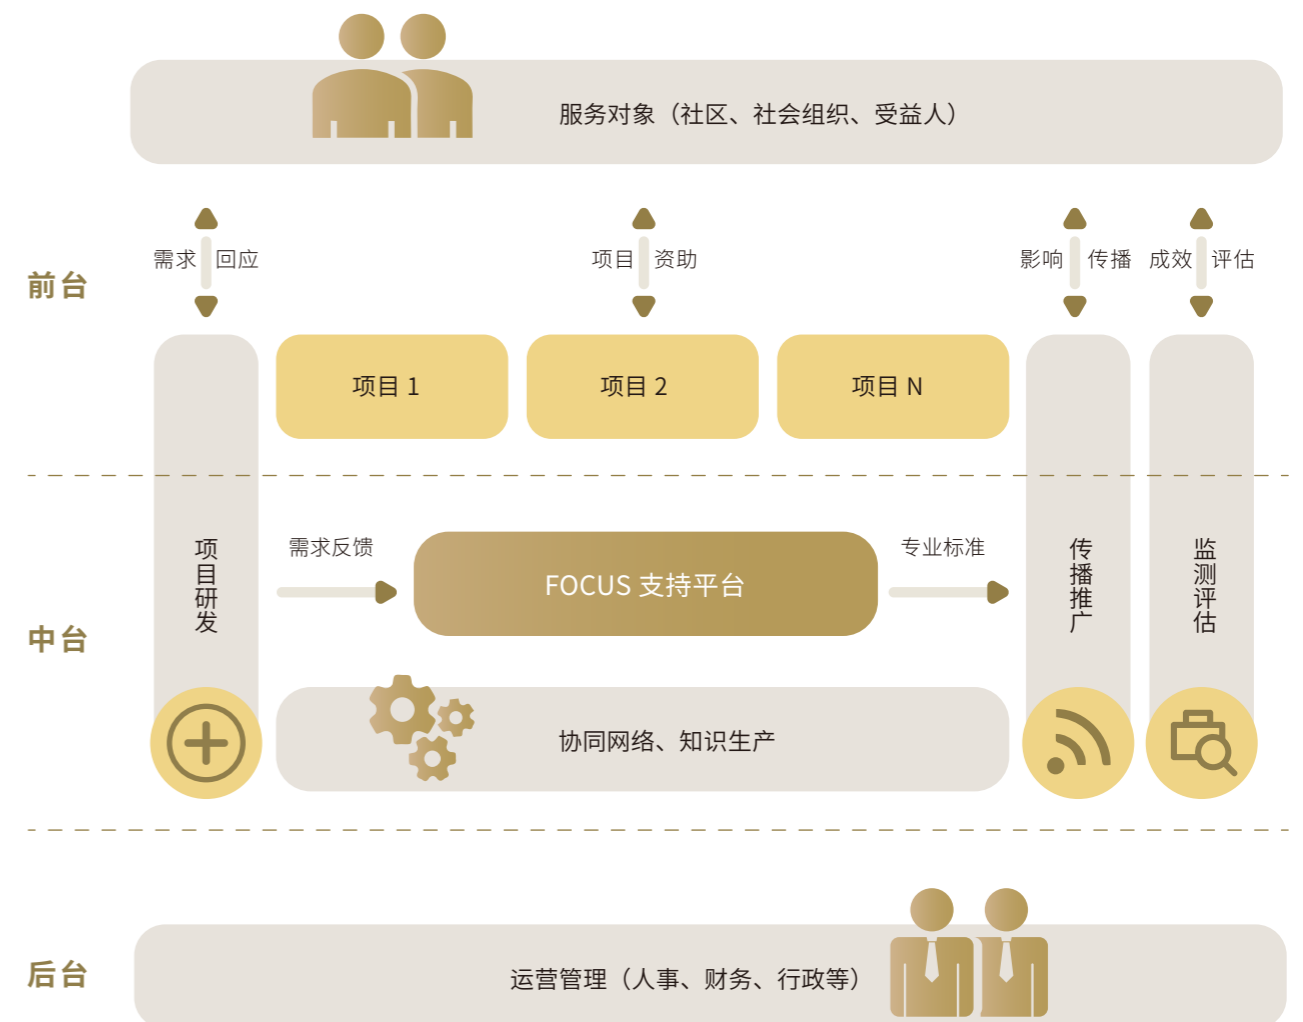 服务对象（社区、社会组织、受益人）
需求 回应
项目 资助
影响 传播
成效 评估
前台
项目 1
项目 2
项目 N
项目研发
需求反馈
FOCUS 支持平台
专业标准
传播推广
监测评估
中台
协同网络、知识生产
后台
运营管理（人事、财务、行政等）